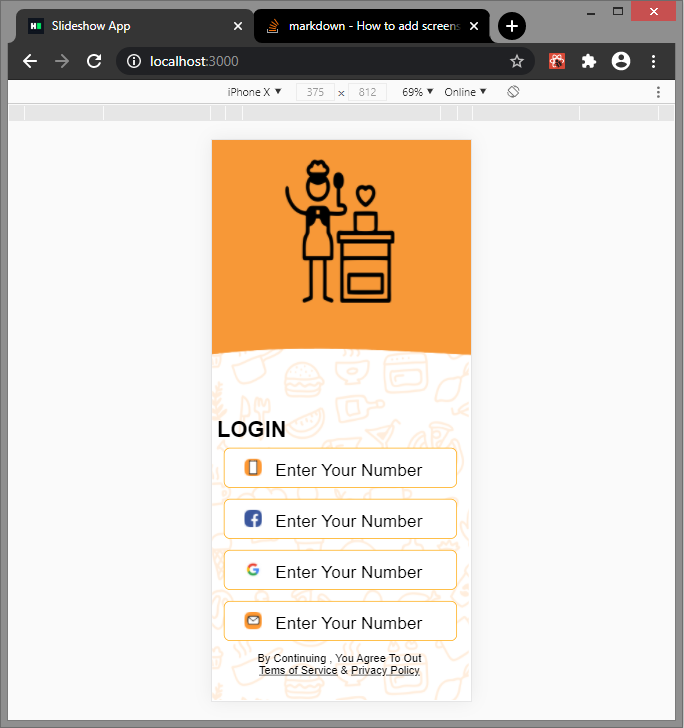 Slideshow App
markdown - How to add screens
localhost:3000
iPhone X ▼ 375 x 812 69% ▼ Online ▼
LOGIN
Enter Your Number
Enter Your Number
Enter Your Number
Enter Your Number
By Continuing , You Agree To Out
Tems of Service & Privacy Policy